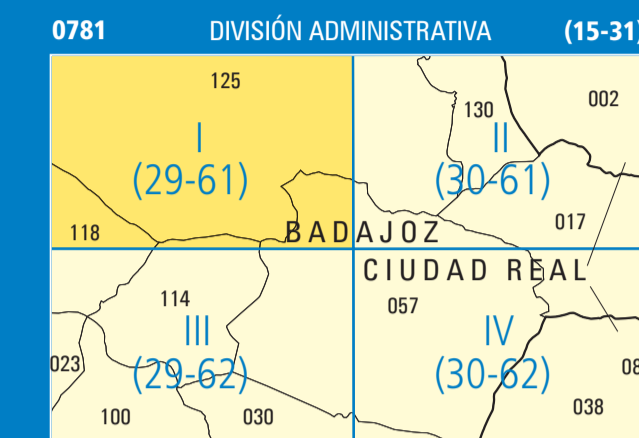 0781 DIVISIÓN ADMINISTRATIVA (15-31)
125
130
002
I
II
(29-61)
(30-61)
118
017
BADAJOZ
CIUDAD REAL
114
057
III
IV
023
(29-62)
(30-62)
08
100
030
038